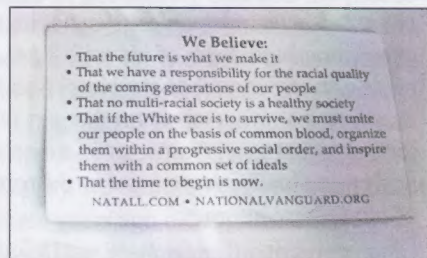 We Believe:
• That the future is what we make it
• That we have a responsibility for the racial quality
of the coming generations of our people
• That no multi-racial society is a healthy society
• That if the White race is to survive, we must unite
our people on the basis of common blood, organize
them within a progressive social order, and inspire
them with a common set of ideals
• That the time to begin is now.
NATALL.COM • NATIONALVANGUARD.ORG